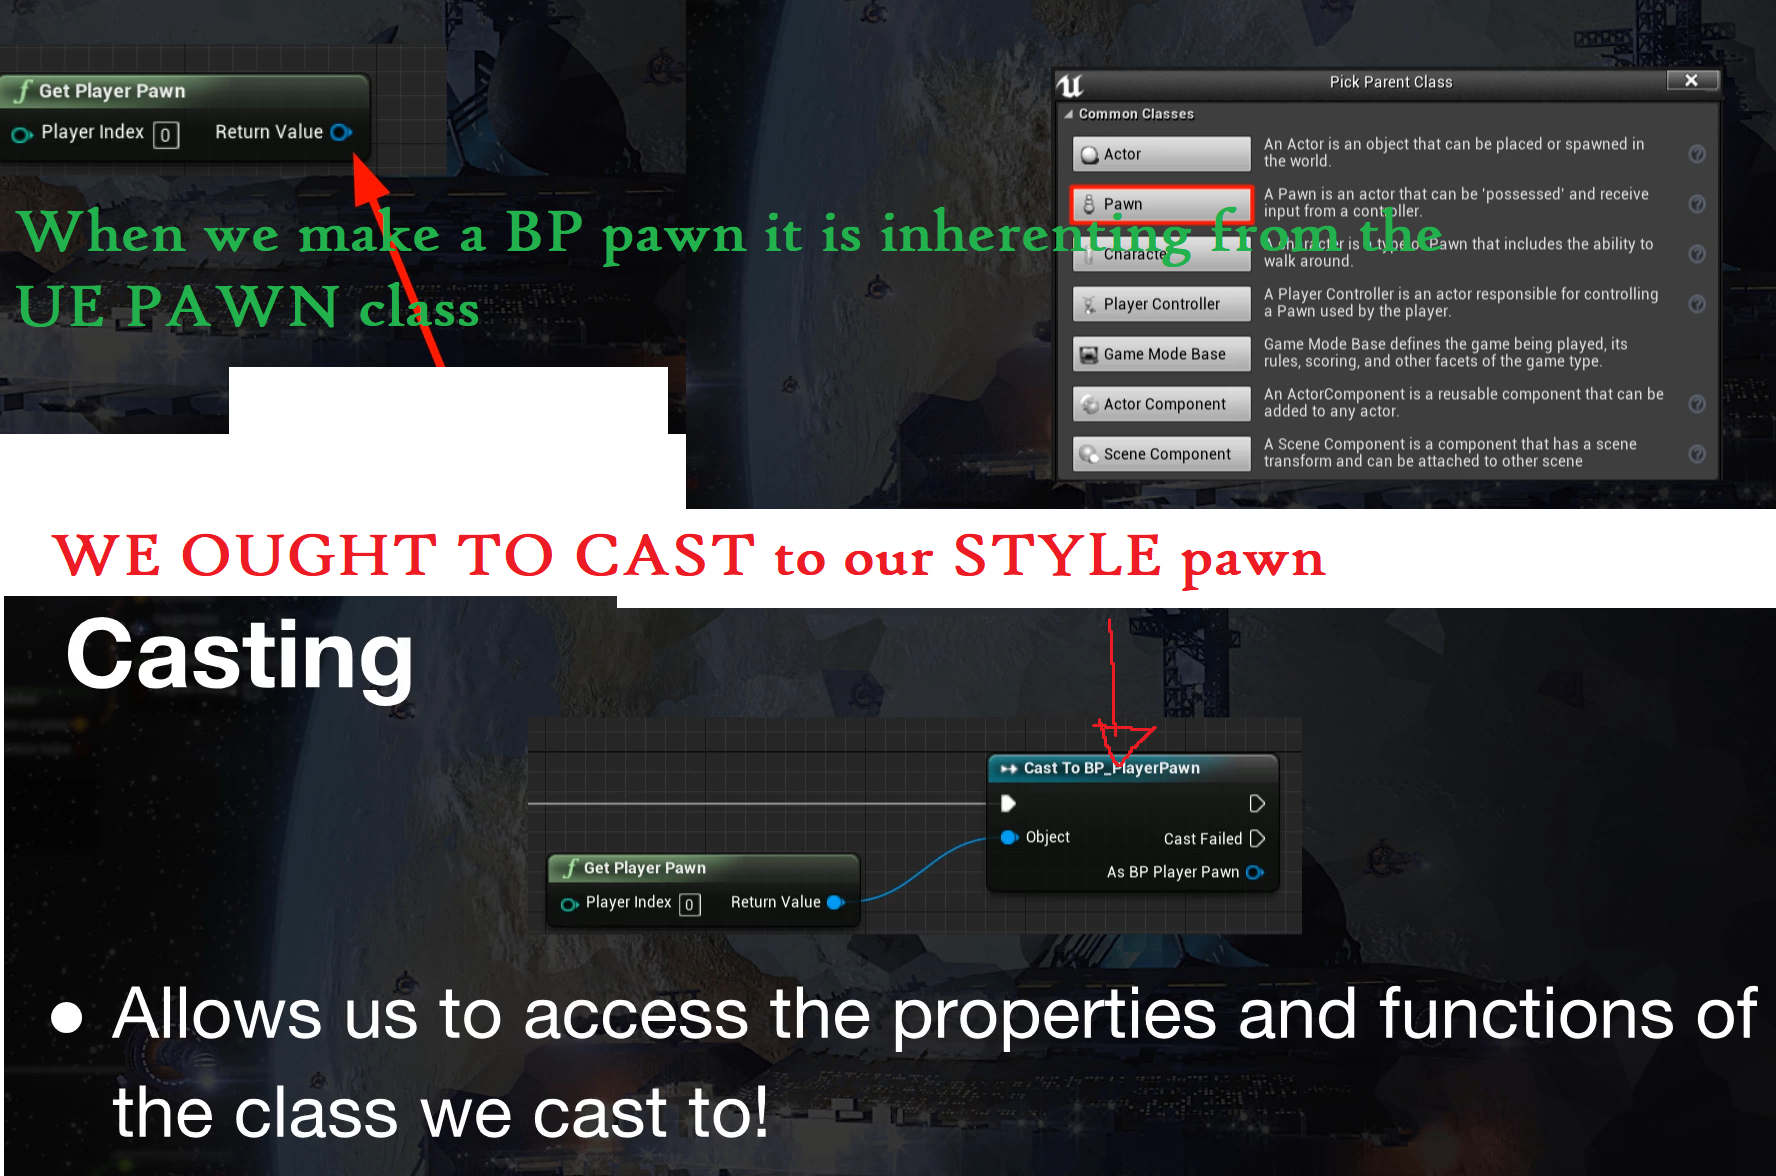 Get Player Pawn
Player Index 0 Return Value
When we make a BP pawn it is inherenting from the
UE PAWN class
Pick Parent Class
Common Classes
Actor
An Actor is an object that can be placed or spawned in
the world.
Pawn
A Pawn is an actor that can be 'possessed' and receive
input from a controller.
Character
A Character is a type of Pawn that includes the ability to
walk around.
Player Controller
A Player Controller is an actor responsible for controlling
a Pawn used by the player.
Game Mode Base
Game Mode Base defines the game being played, its
rules, scoring, and other facets of the game type.
Actor Component
An ActorComponent is a reusable component that can be
added to any actor.
Scene Component
A Scene Component is a component that has a scene
transform and can be attached to other scene
WE OUGHT TO CAST to our STYLE pawn
Casting
Cast To BP_PlayerPawn
Object
Cast Failed
As BP Player Pawn
Get Player Pawn
Player Index 0 Return Value
• Allows us to access the properties and functions of
the class we cast to!